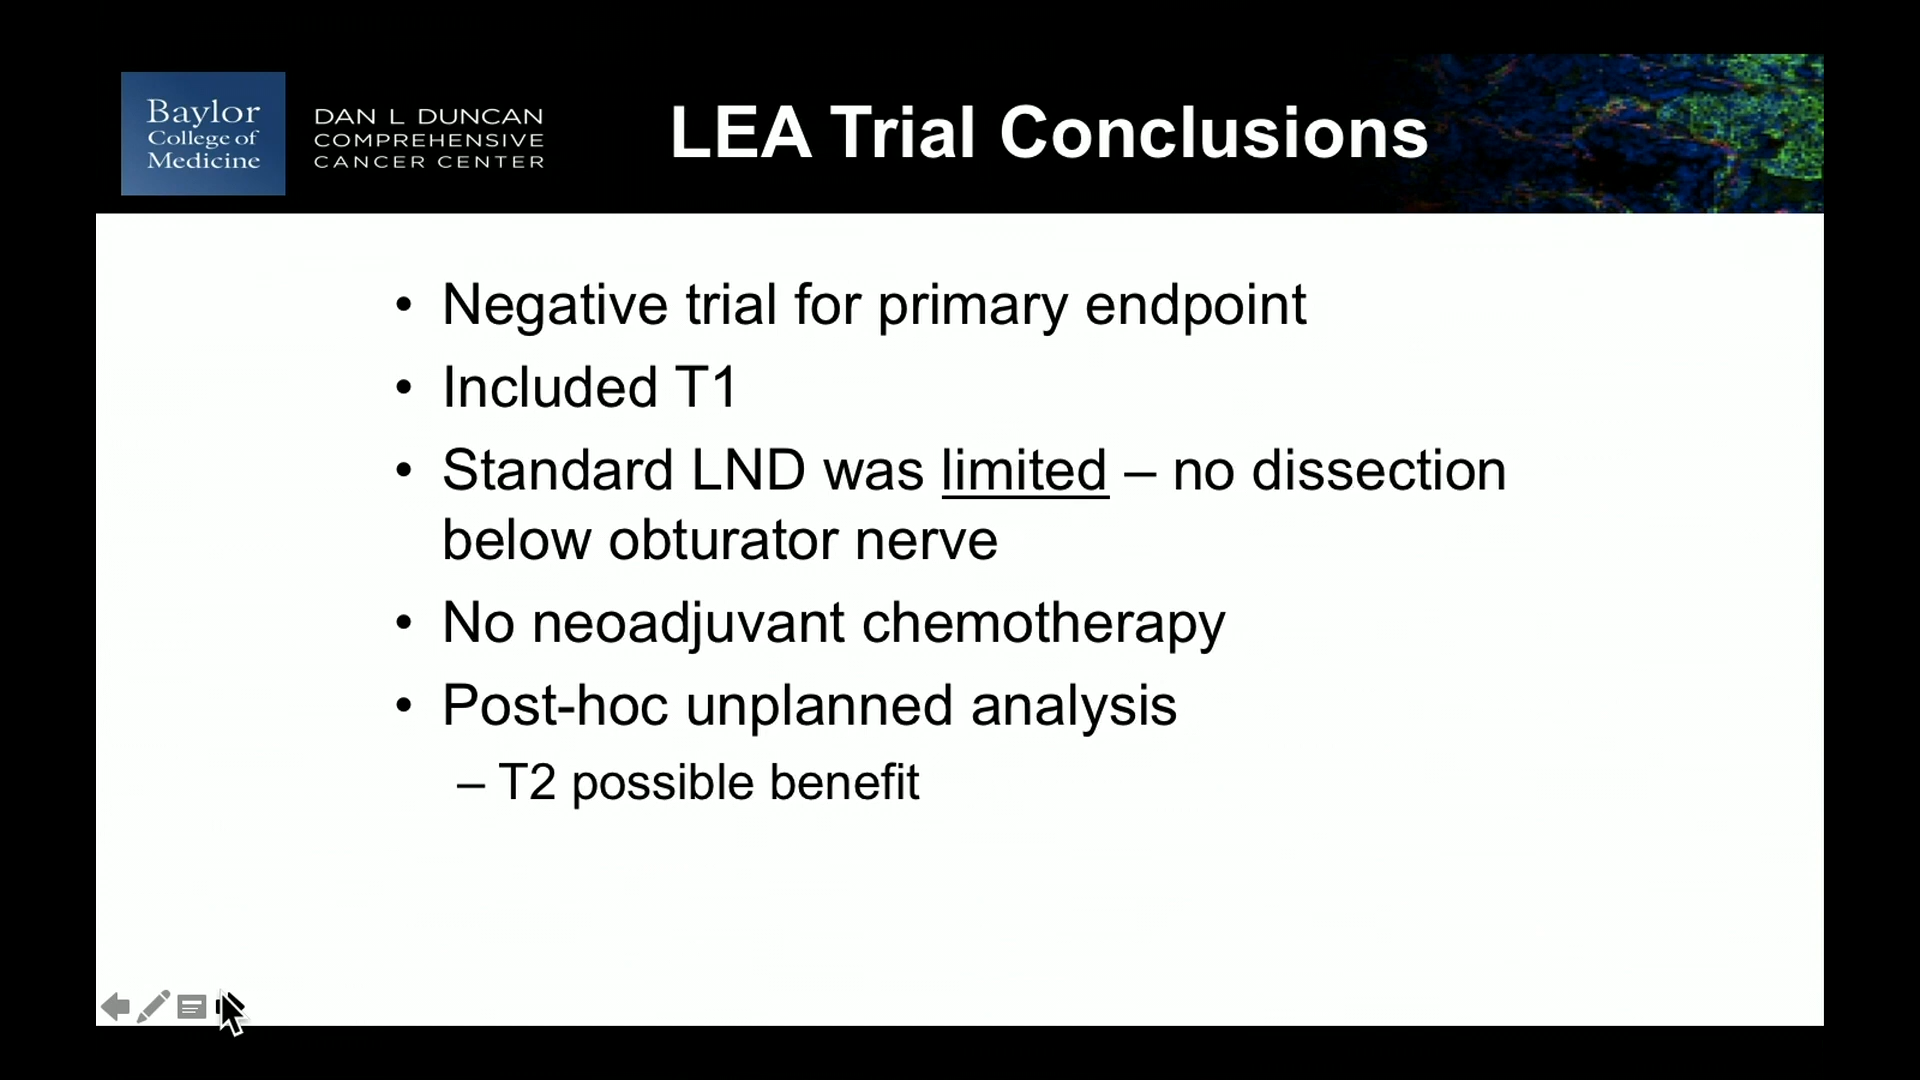 Baylor
College of
Medicine
DAN L DUNCAN
COMPREHENSIVE
CANCER CENTER
LEA Trial Conclusions
• Negative trial for primary endpoint
• Included T1
• Standard LND was limited – no dissection
below obturator nerve
• No neoadjuvant chemotherapy
• Post-hoc unplanned analysis
– T2 possible benefit